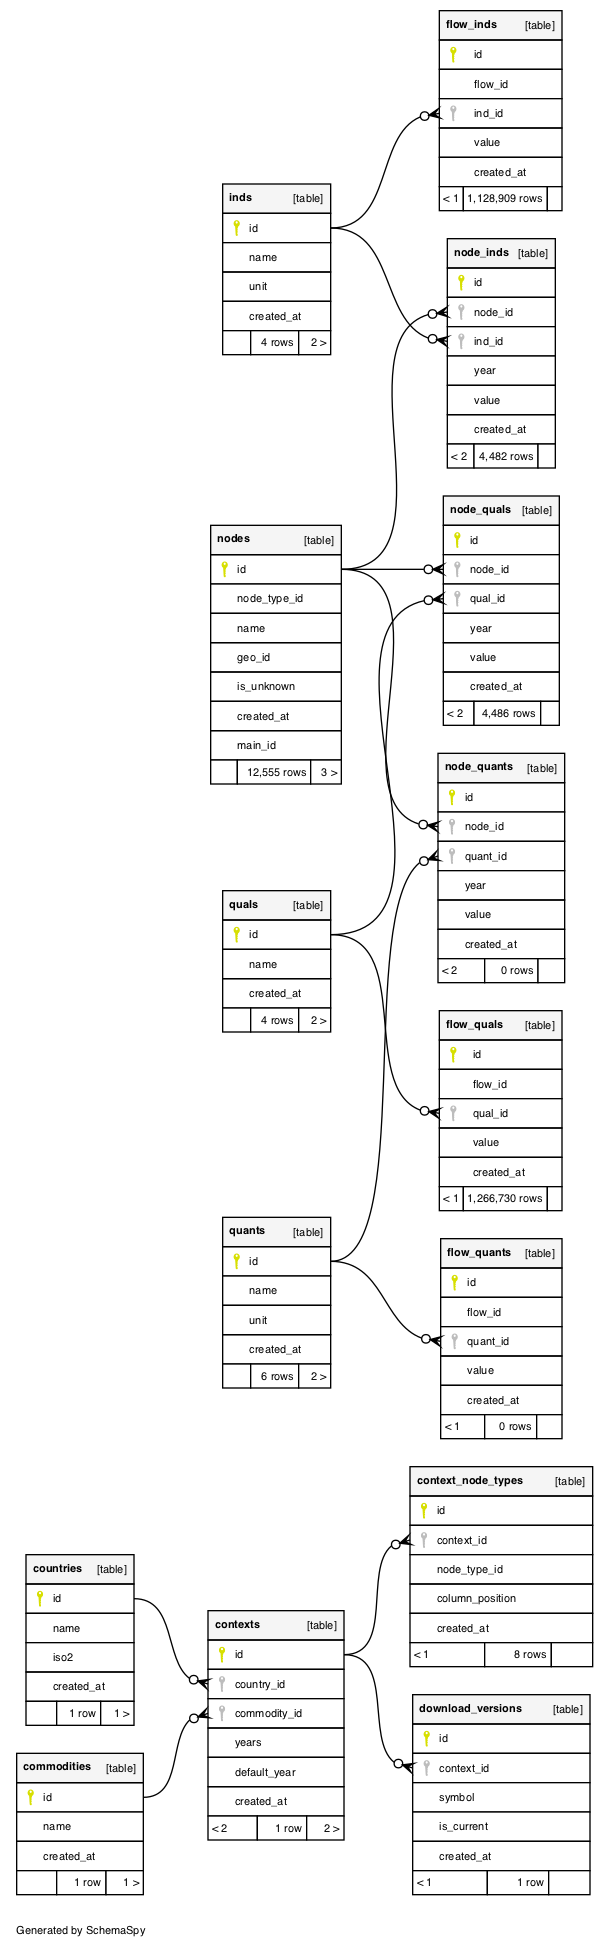 flow_inds [table]
id
flow_id
ind_id
value
created_at
< 1 1,128,909 rows
inds [table]
id
name
unit
created_at
4 rows 2 >
node_inds [table]
id
node_id
ind_id
year
value
created_at
< 2 4,482 rows
node_quals [table]
id
node_id
qual_id
year
value
created_at
< 2 4,486 rows
nodes [table]
id
node_type_id
name
geo_id
is_unknown
created_at
main_id
12,555 rows 3 >
node_quants [table]
id
node_id
quant_id
year
value
created_at
< 2 0 rows
quals [table]
id
name
created_at
4 rows 2 >
flow_quals [table]
id
flow_id
qual_id
value
created_at
< 1 1,266,730 rows
quants [table]
id
name
unit
created_at
6 rows 2 >
flow_quants [table]
id
flow_id
quant_id
value
created_at
< 1 0 rows
context_node_types [table]
id
context_id
node_type_id
column_position
created_at
< 1 8 rows
countries [table]
id
name
iso2
created_at
1 row 1 >
contexts [table]
id
country_id
commodity_id
years
default_year
created_at
< 2 1 row 2 >
download_versions [table]
id
context_id
symbol
is_current
created_at
< 1 1 row
commodities [table]
id
name
created_at
1 row 1 >
Generated by SchemaSpy